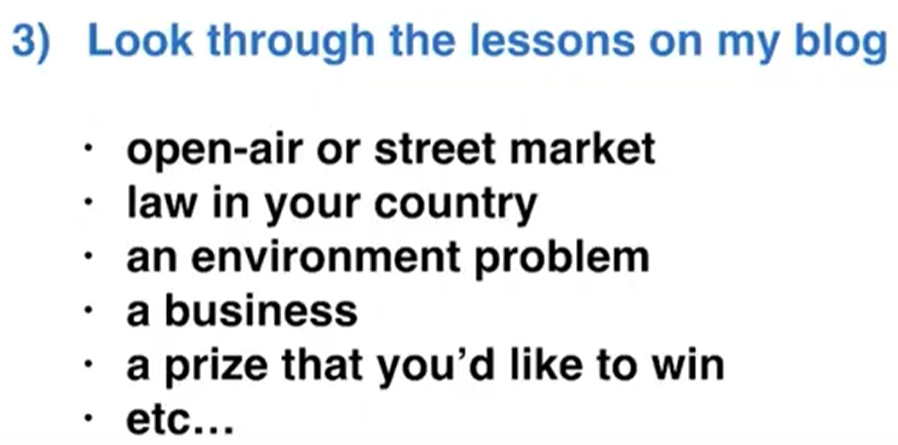 3) Look through the lessons on my blog
· open-air or street market
· law in your country
· an environment problem
· a business
· a prize that you’d like to win
· etc...